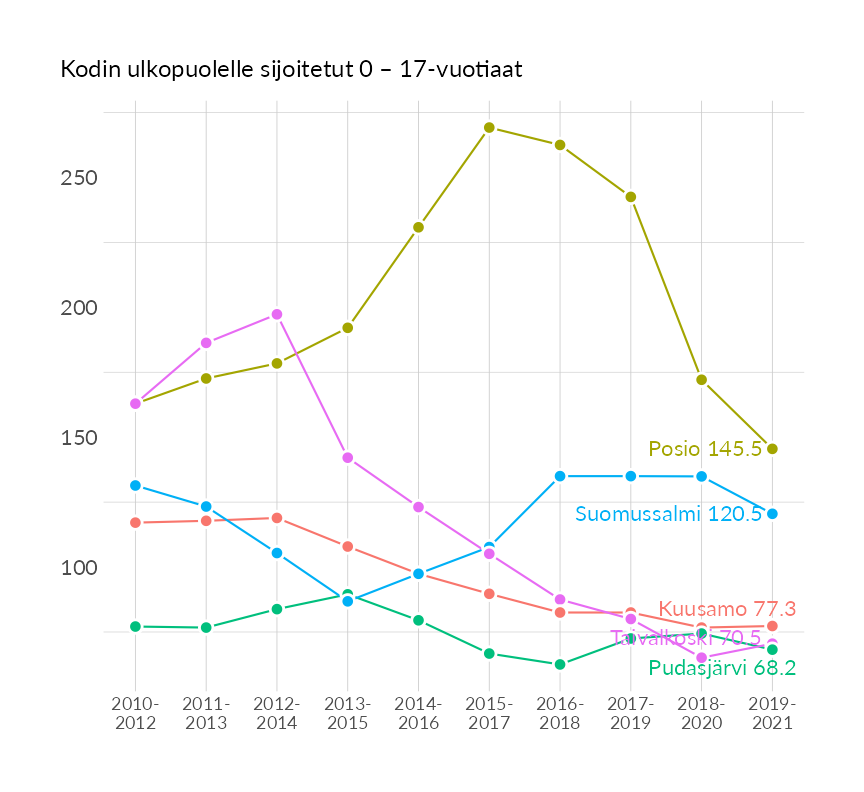 Kodin ulkopuolelle sijoitetut 0 – 17-vuotiaat
250
200
150
100
Posio 145.5
Suomussalmi 120.5
Kuusamo 77.3
Taivalkoski 70.5
Pudasjärvi 68.2
2010- 2011- 2012- 2013- 2014- 2015- 2016- 2017- 2018- 2019-
2012 2013 2014 2015 2016 2017 2018 2019 2020 2021